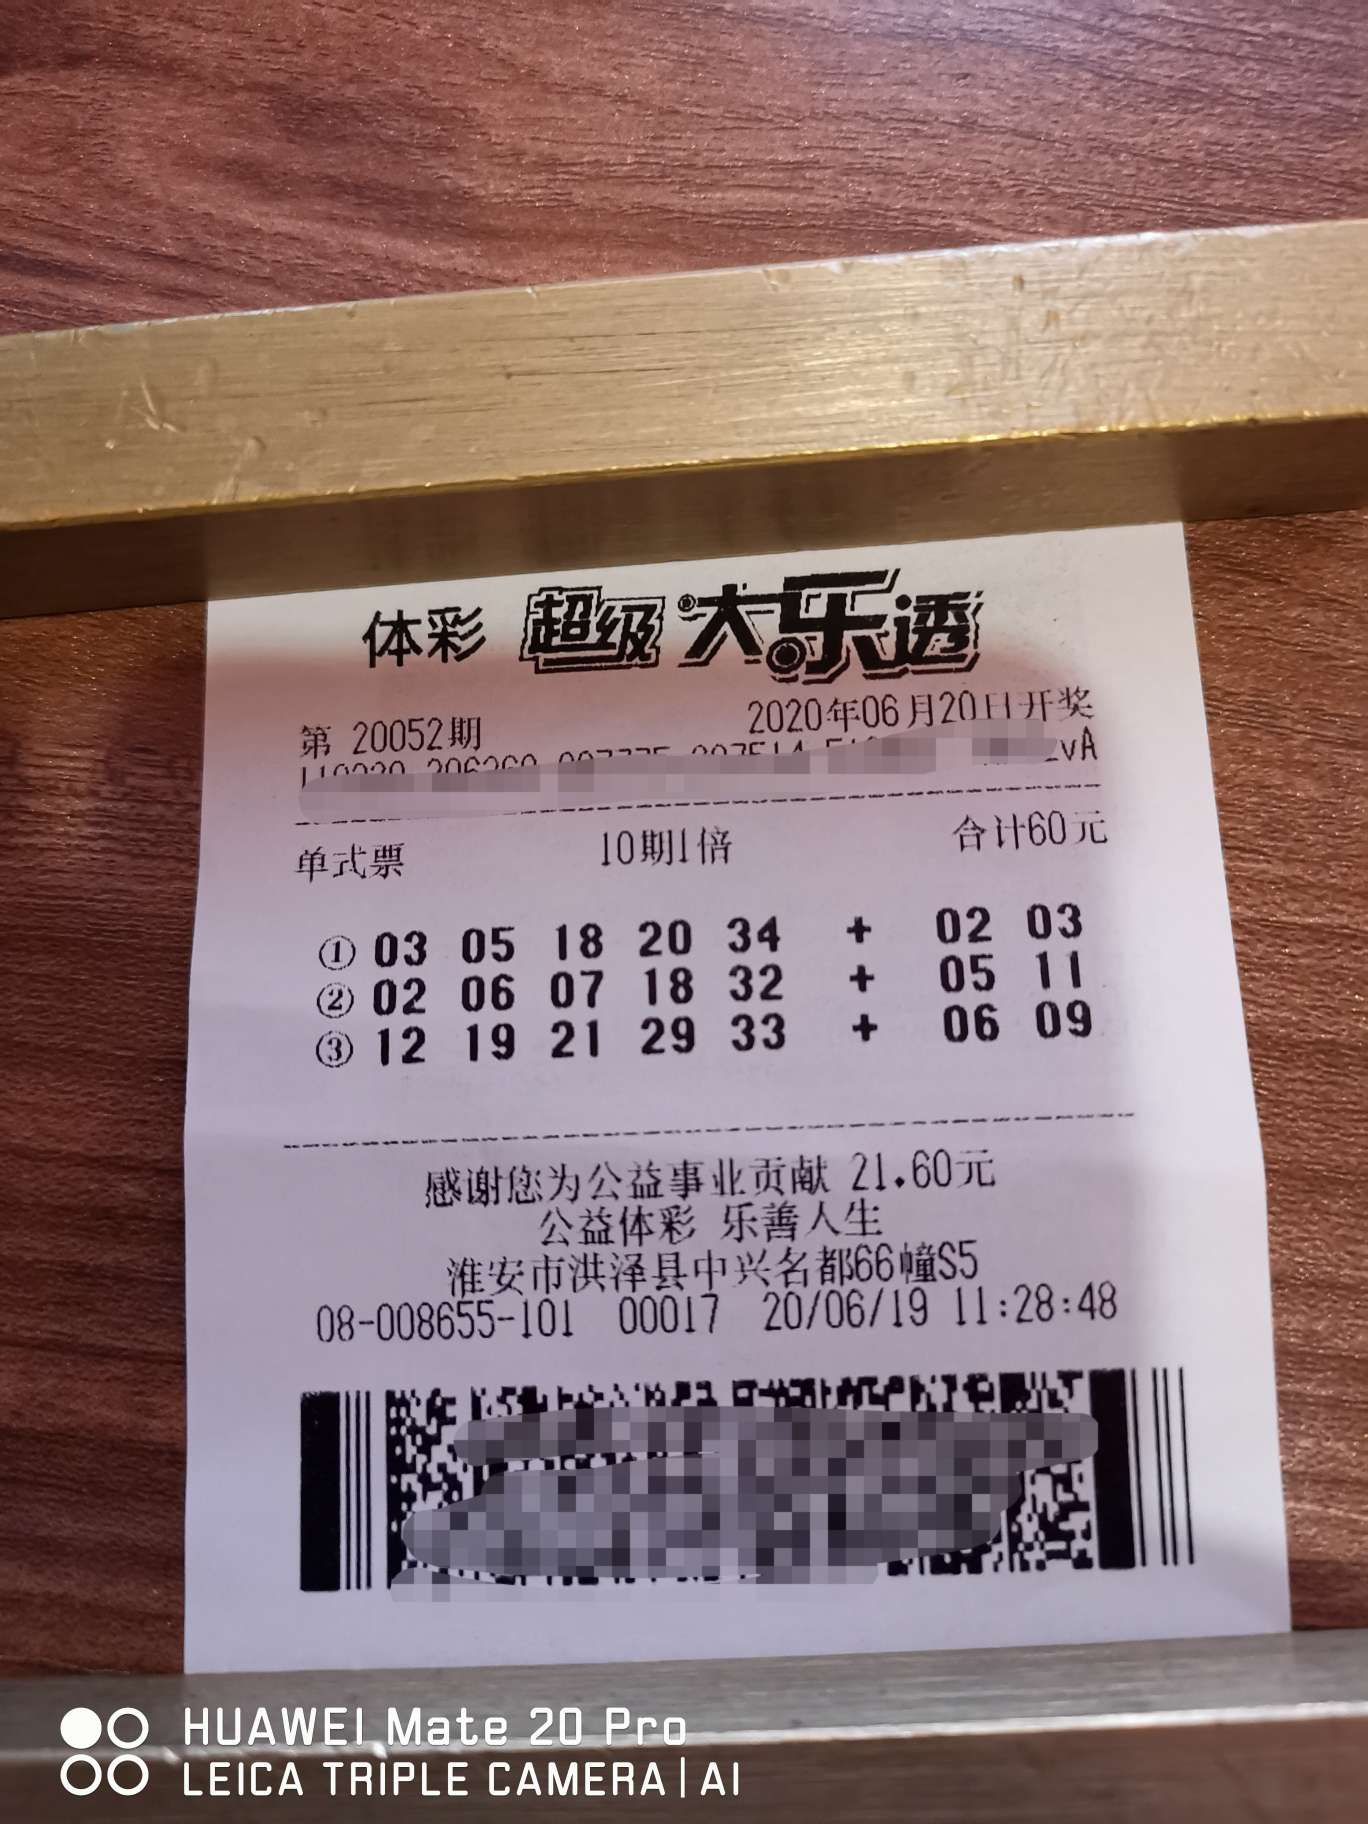 体彩 超级大乐透
第 20052期 2020年06月20日开奖
单式票 10期1倍 合计60元
① 03 05 18 20 34 + 02 03
② 02 06 07 18 32 + 05 11
③ 12 19 21 29 33 + 06 09
感谢您为公益事业贡献 21.60元
公益体彩 乐善人生
淮安市洪泽县中兴名都66幢S5
08-008655-101 00017 20/06/19 11:28:48
HUAWEI Mate 20 Pro
LEICA TRIPLE CAMERA | AI